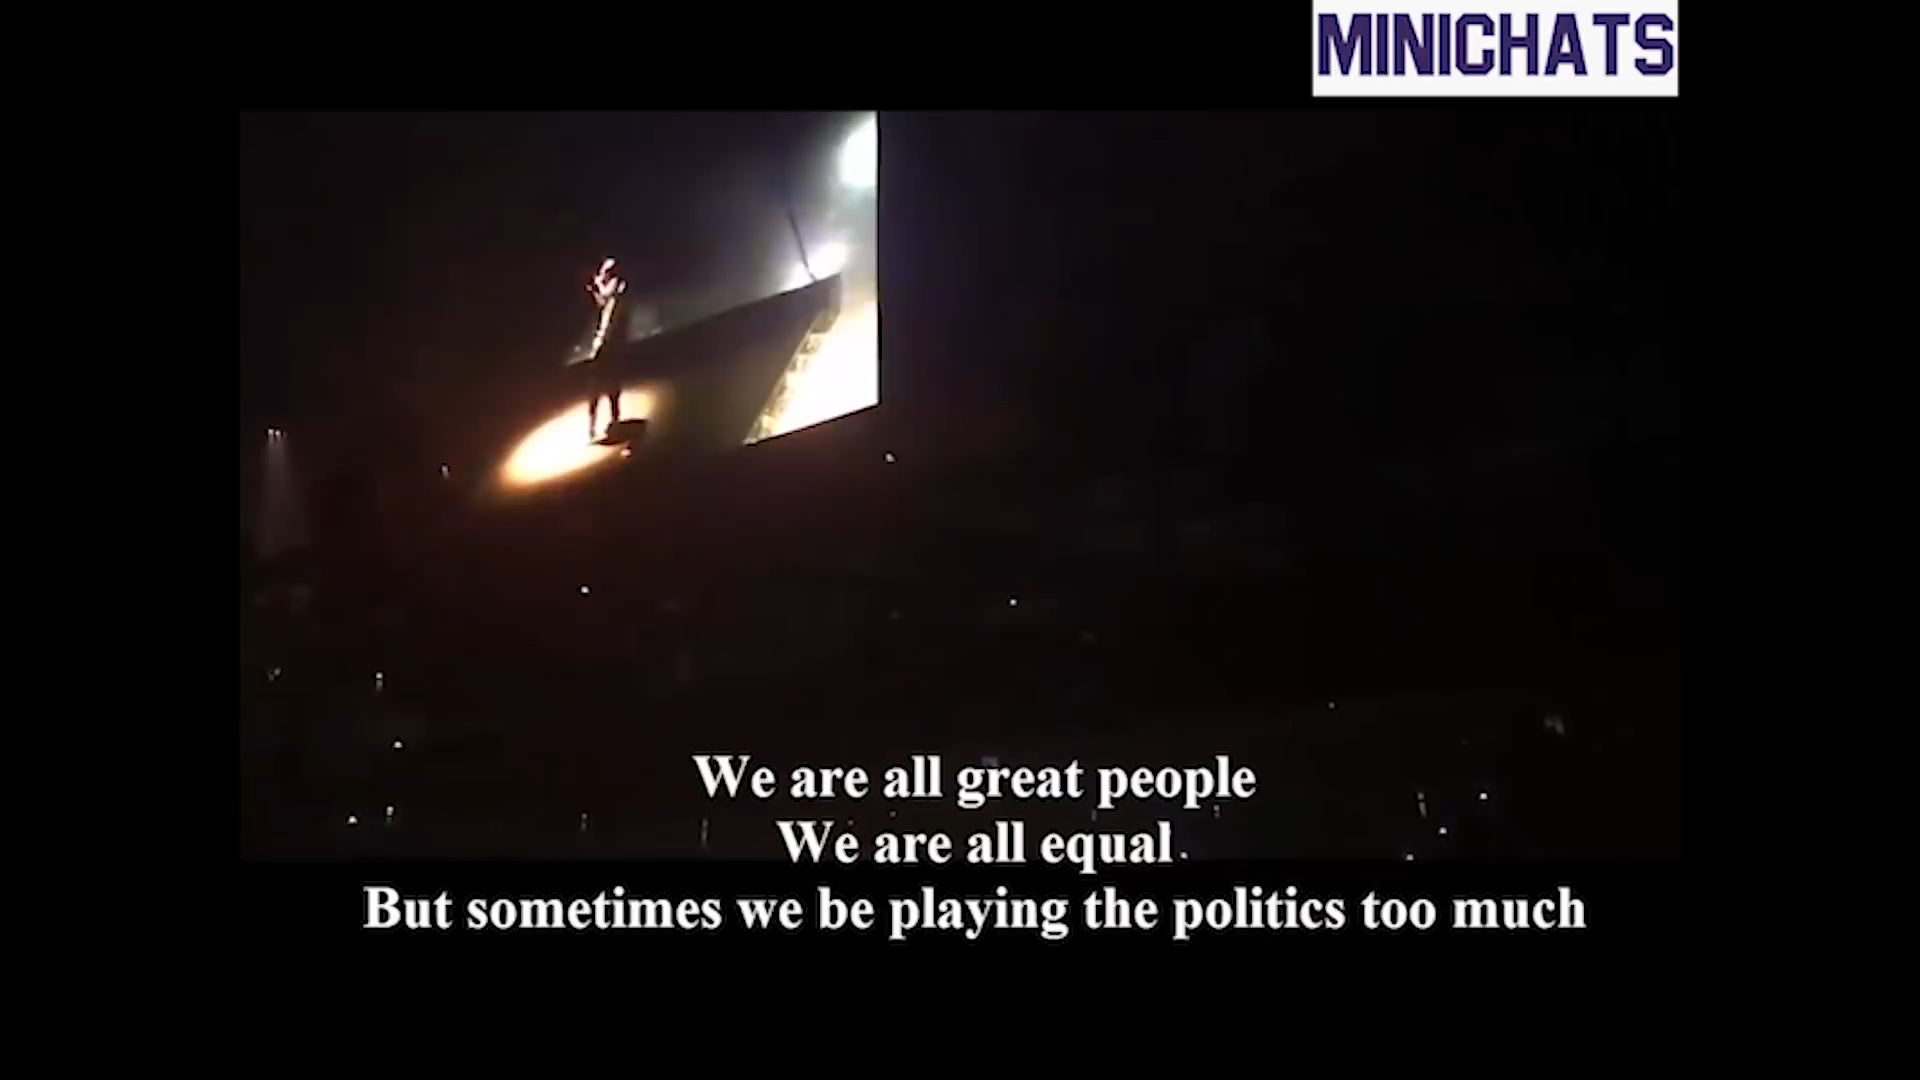 MINICHATS
We are all great people
We are all equal
But sometimes we be playing the politics too much